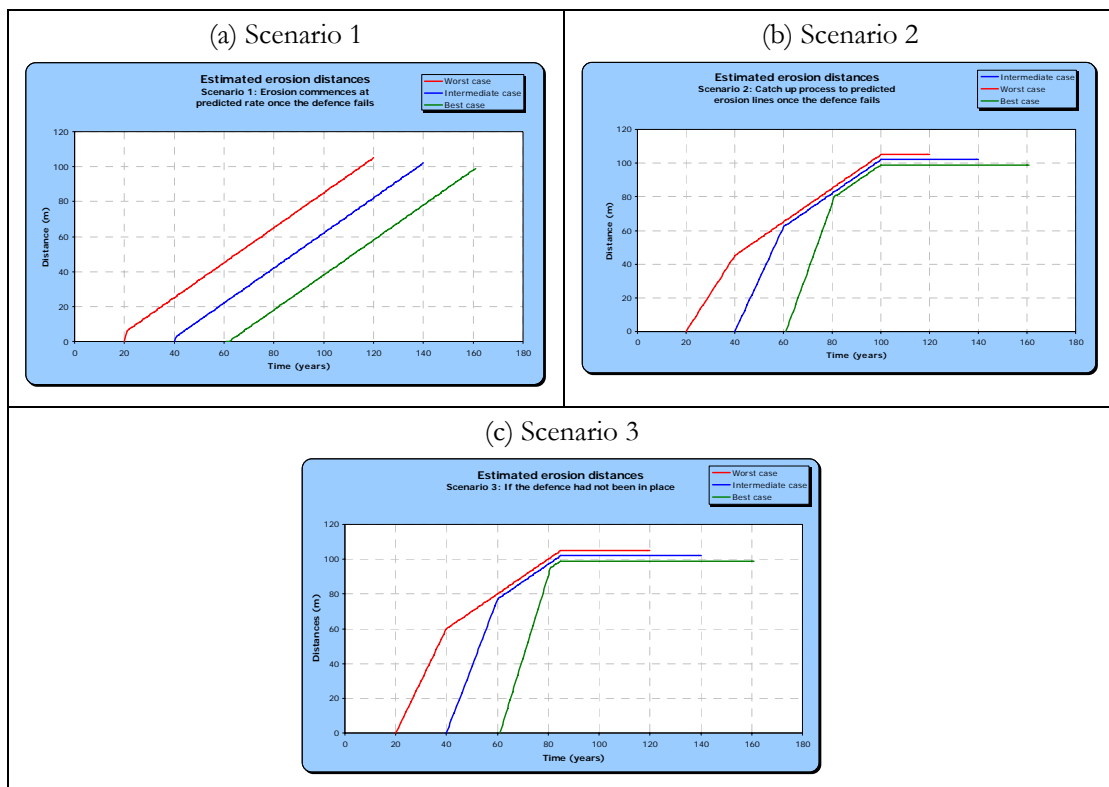 (a) Scenario 1
Estimated erosion distances
Scenario 1: Erosion commences at
predicted rate once the defence fails
Worst case
Intermediate case
Best case
120
100
80
60
40
20
0
Distance (m)
0 20 40 60 80 100 120 140 160 180
Time (years)
(b) Scenario 2
Estimated erosion distances
Scenario 2: Catch up process to predicted
erosion lines once the defence fails
Intermediate case
Worst case
Best case
120
100
80
60
40
20
0
Distance (m)
0 20 40 60 80 100 120 140 160 180
Time (years)
(c) Scenario 3
Estimated erosion distances
Scenario 3: If the defence had not been in place
Worst case
Intermediate case
Best case
120
100
80
60
40
20
0
Distances (m)
0 20 40 60 80 100 120 140 160 180
Time (years)